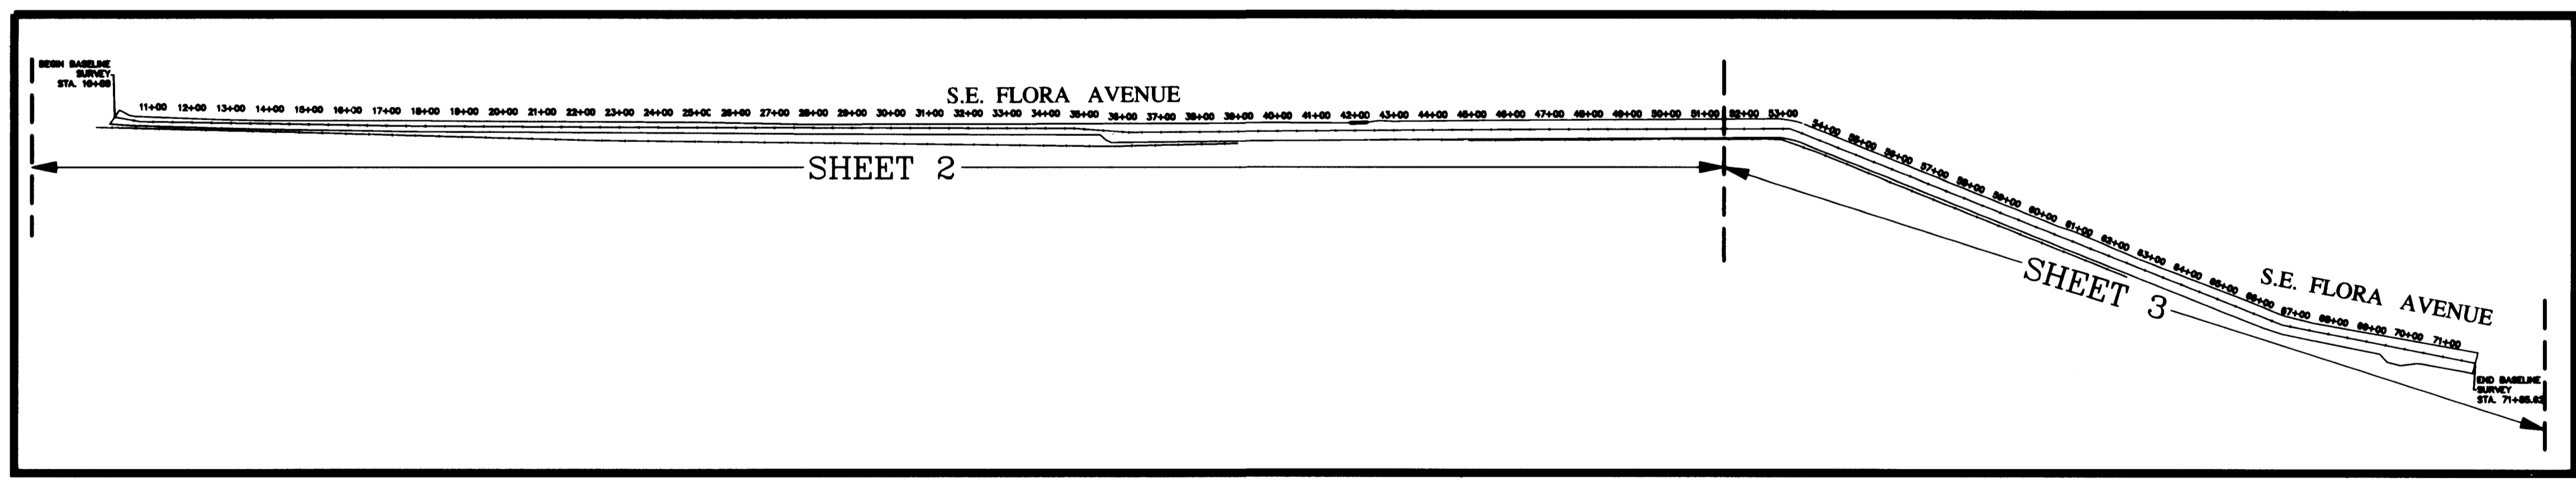 BEGIN BASELINE
SURVEY
STA. 10+00
S.E. FLORA AVENUE
11+00 12+00 13+00 14+00 15+00 16+00 17+00 18+00 19+00 20+00 21+00 22+00 23+00 24+00 25+00 26+00 27+00 28+00 29+00 30+00 31+00 32+00 33+00 34+00 35+00 36+00 37+00 38+00 39+00 40+00 41+00 42+00 43+00 44+00 45+00 46+00 47+00 48+00 49+00 50+00 51+00 52+00 53+00 54+00 55+00 56+00 57+00 58+00 59+00 60+00 61+00 62+00 63+00 64+00 65+00 66+00 67+00 68+00 69+00 70+00 71+00
SHEET 2
SHEET 3
S.E. FLORA AVENUE
END BASELINE
SURVEY
STA.